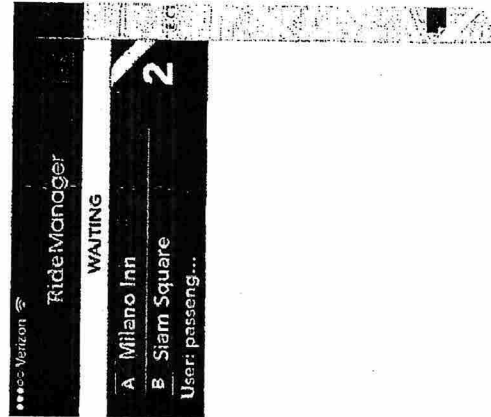 ●●●○○ Verizon
RideManager
WAITING
A Milano Inn
2
B Siam Square
User: passeng...